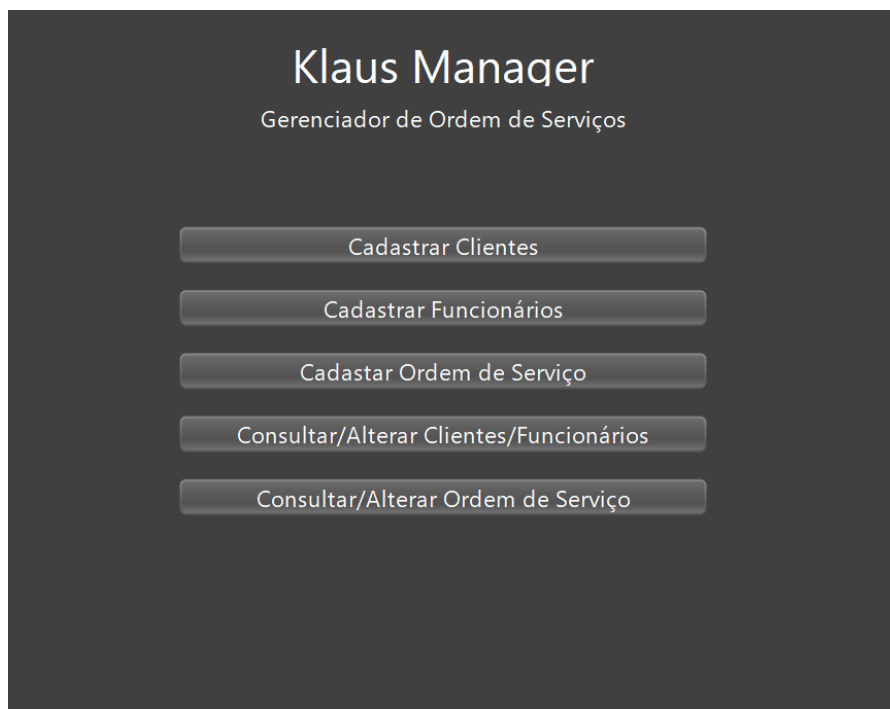 Klaus Manager
Gerenciador de Ordem de Serviços
Cadastrar Clientes
Cadastrar Funcionários
Cadastar Ordem de Serviço
Consultar/Alterar Clientes/Funcionários
Consultar/Alterar Ordem de Serviço